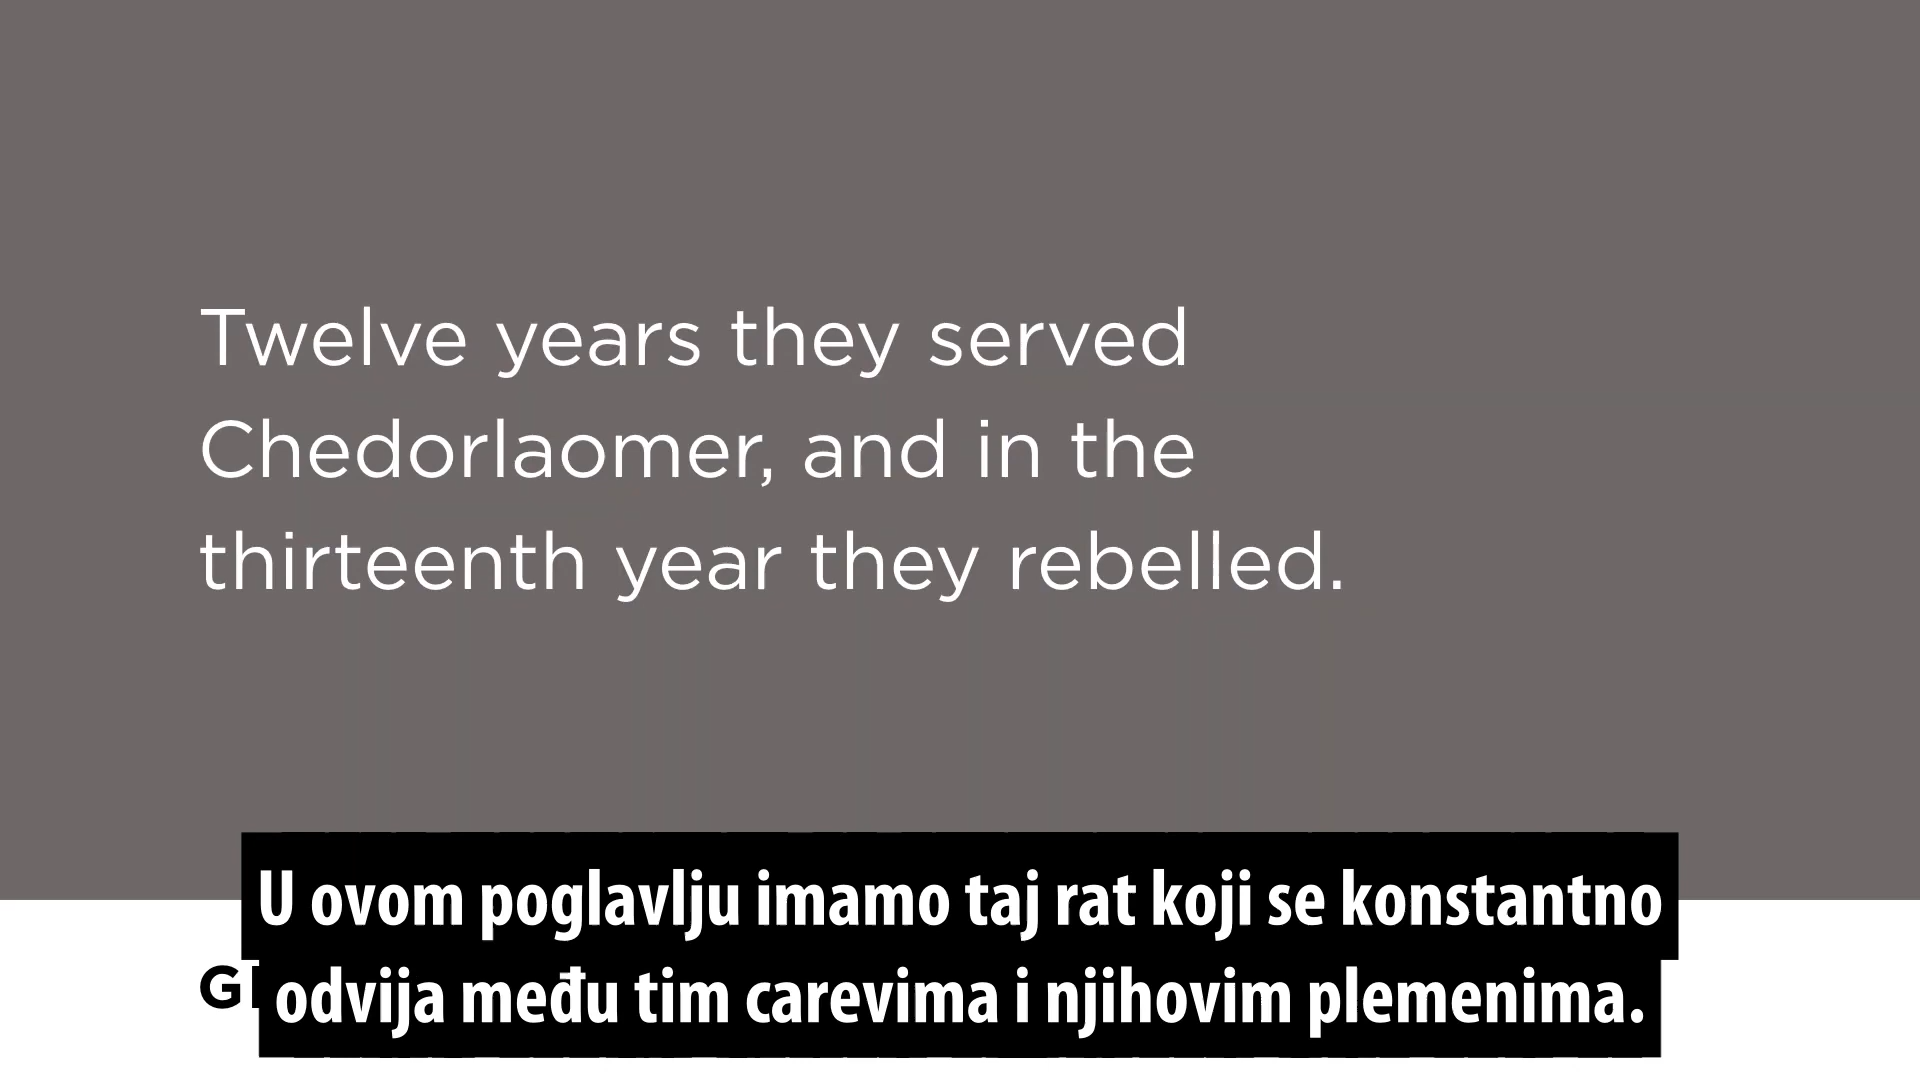 Twelve years they served
Chedorlaomer, and in the
thirteenth year they rebelled.
U ovom poglavlju imamo taj rat koji se konstantno
odvija među tim carevima i njihovim plemenima.